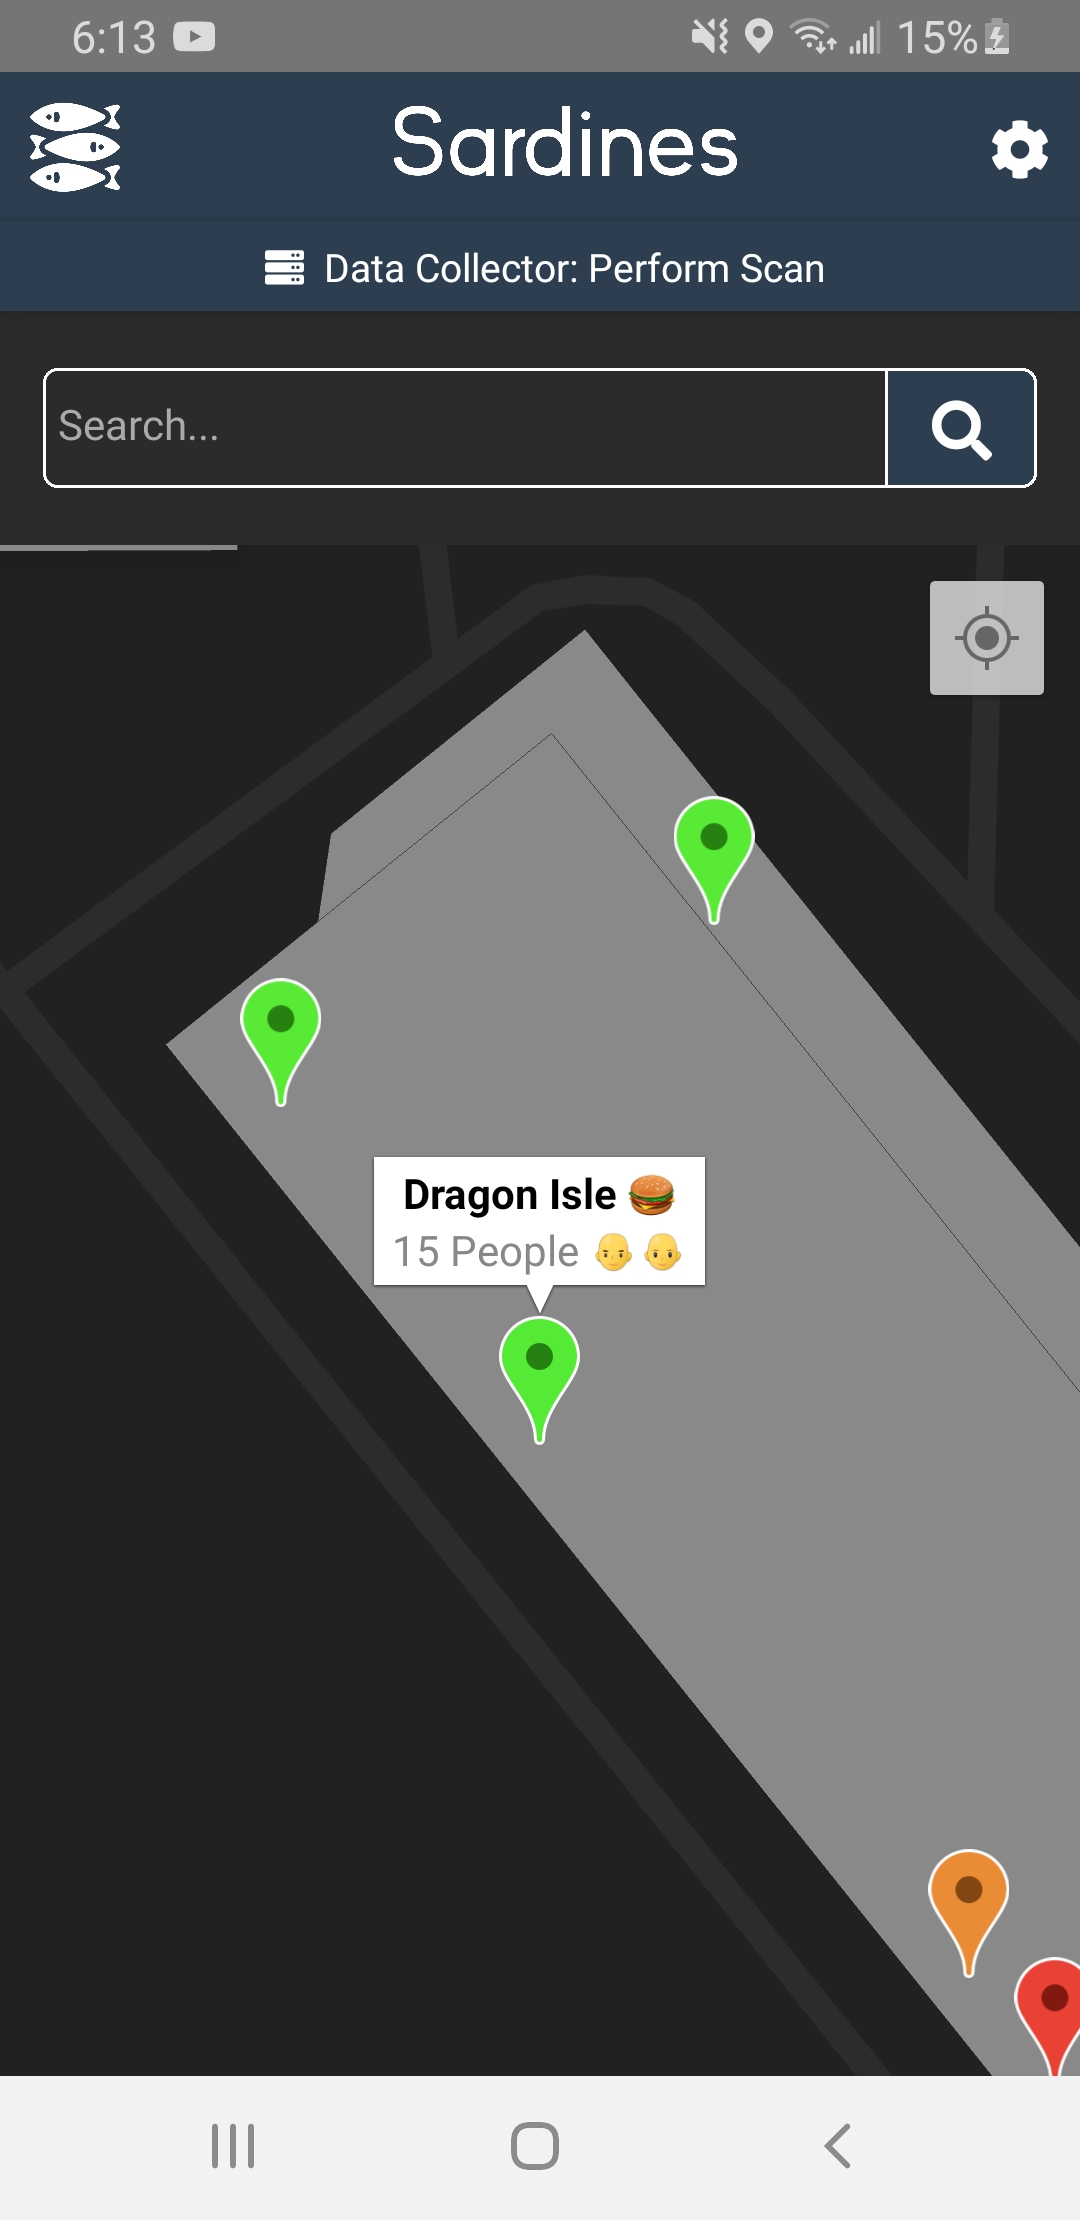 6:13
15%
Sardines
Data Collector: Perform Scan
Search...
Dragon Isle 🍔
15 People 👨‍🦲👨‍🦲